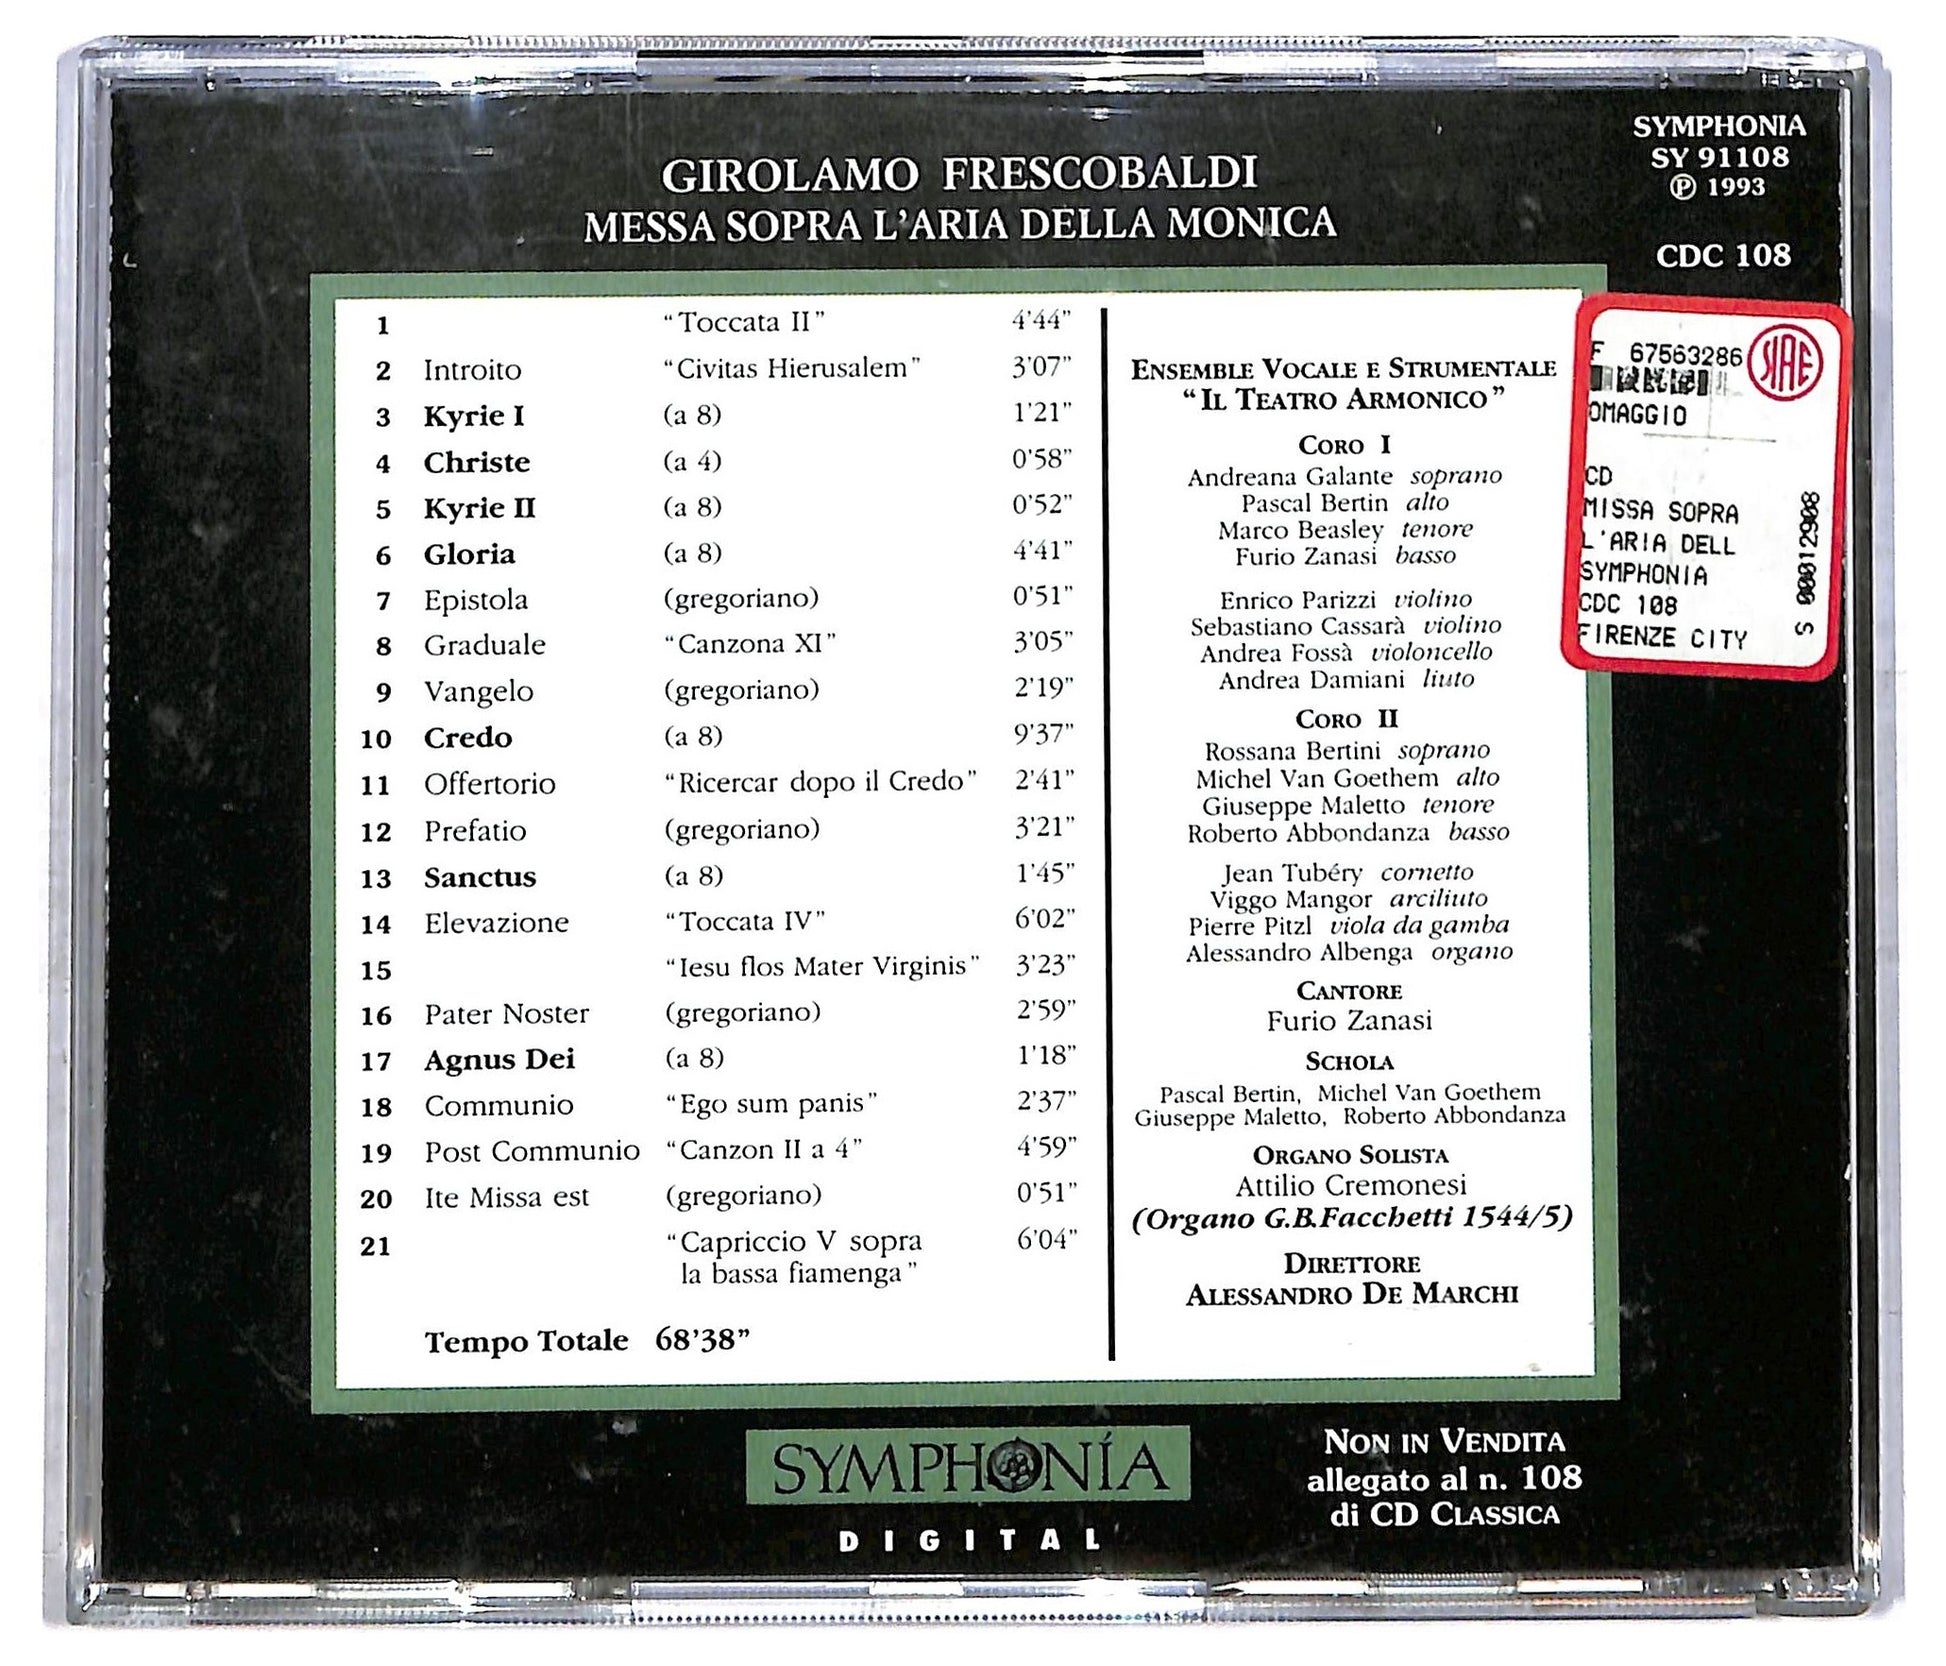 GIROLAMO FRESCOBALDI
MESSA SOPRA L'ARIA DELLA MONICA
SYMPHONIA
SY 91108
℗ 1993
CDC 108
1 “Toccata II” 4'44”
2 Introito “Civitas Hierusalem” 3'07”
3 Kyrie I (a 8) 1'21”
4 Christe (a 4) 0'58”
5 Kyrie II (a 8) 0'52”
6 Gloria (a 8) 4'41”
7 Epistola (gregoriano) 0'51”
8 Graduale “Canzona XI” 3'05”
9 Vangelo (gregoriano) 2'19”
10 Credo (a 8) 9'37”
11 Offertorio “Ricercar dopo il Credo” 2'41”
12 Prefatio (gregoriano) 3'21”
13 Sanctus (a 8) 1'45”
14 Elevazione “Toccata IV” 6'02”
15 “Iesu flos Mater Virginis” 3'23”
16 Pater Noster (gregoriano) 2'59”
17 Agnus Dei (a 8) 1'18”
18 Communio “Ego sum panis” 2'37”
19 Post Communio “Canzon II a 4” 4'59”
20 Ite Missa est (gregoriano) 0'51”
21 “Capriccio V sopra 6'04”
la bassa fiamenga”
Tempo Totale 68'38”
ENSEMBLE VOCALE E STRUMENTALE
“IL TEATRO ARMONICO”
CORO I
Andreana Galante soprano
Pascal Bertin alto
Marco Beasley tenore
Furio Zanasi basso
Enrico Parizzi violino
Sebastiano Cassarà violino
Andrea Fossà violoncello
Andrea Damiani liuto
CORO II
Rossana Bertini soprano
Michel Van Goethem alto
Giuseppe Maletto tenore
Roberto Abbondanza basso
Jean Tubéry cornetto
Viggo Mangor arciliuto
Pierre Pitzl viola da gamba
Alessandro Albenga organo
CANTORE
Furio Zanasi
SCHOLA
Pascal Bertin, Michel Van Goethem
Giuseppe Maletto, Roberto Abbondanza
ORGANO SOLISTA
Attilio Cremonesi
(Organo G.B.Facchetti 1544/5)
DIRETTORE
ALESSANDRO DE MARCHI
F 67563286
SIAE
OMAGGIO
CD
MISSA SOPRA
L'ARIA DELL
SYMPHONIA
CDC 108
FIRENZE CITY
S 00012908
SYMPHONÍA
DIGITAL
NON IN VENDITA
allegato al n. 108
di CD CLASSICA